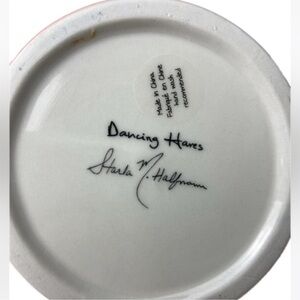 Made in China
Fabriqué en Chine
hand wash
recommended
Dancing Hares
Starla M. Halfmann